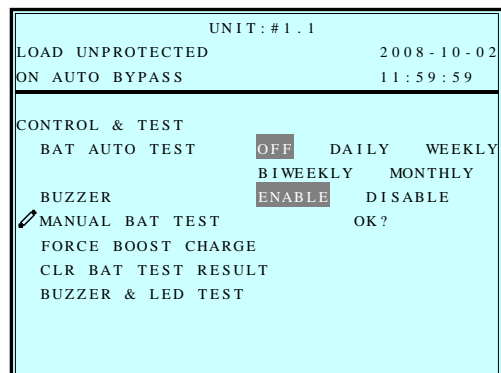 UNIT:#1.1
LOAD UNPROTECTED 2008-10-02
ON AUTO BYPASS 11:59:59
CONTROL & TEST
BAT AUTO TEST OFF DAILY WEEKLY
BIWEEKLY MONTHLY
BUZZER ENABLE DISABLE
MANUAL BAT TEST OK?
FORCE BOOST CHARGE
CLR BAT TEST RESULT
BUZZER & LED TEST